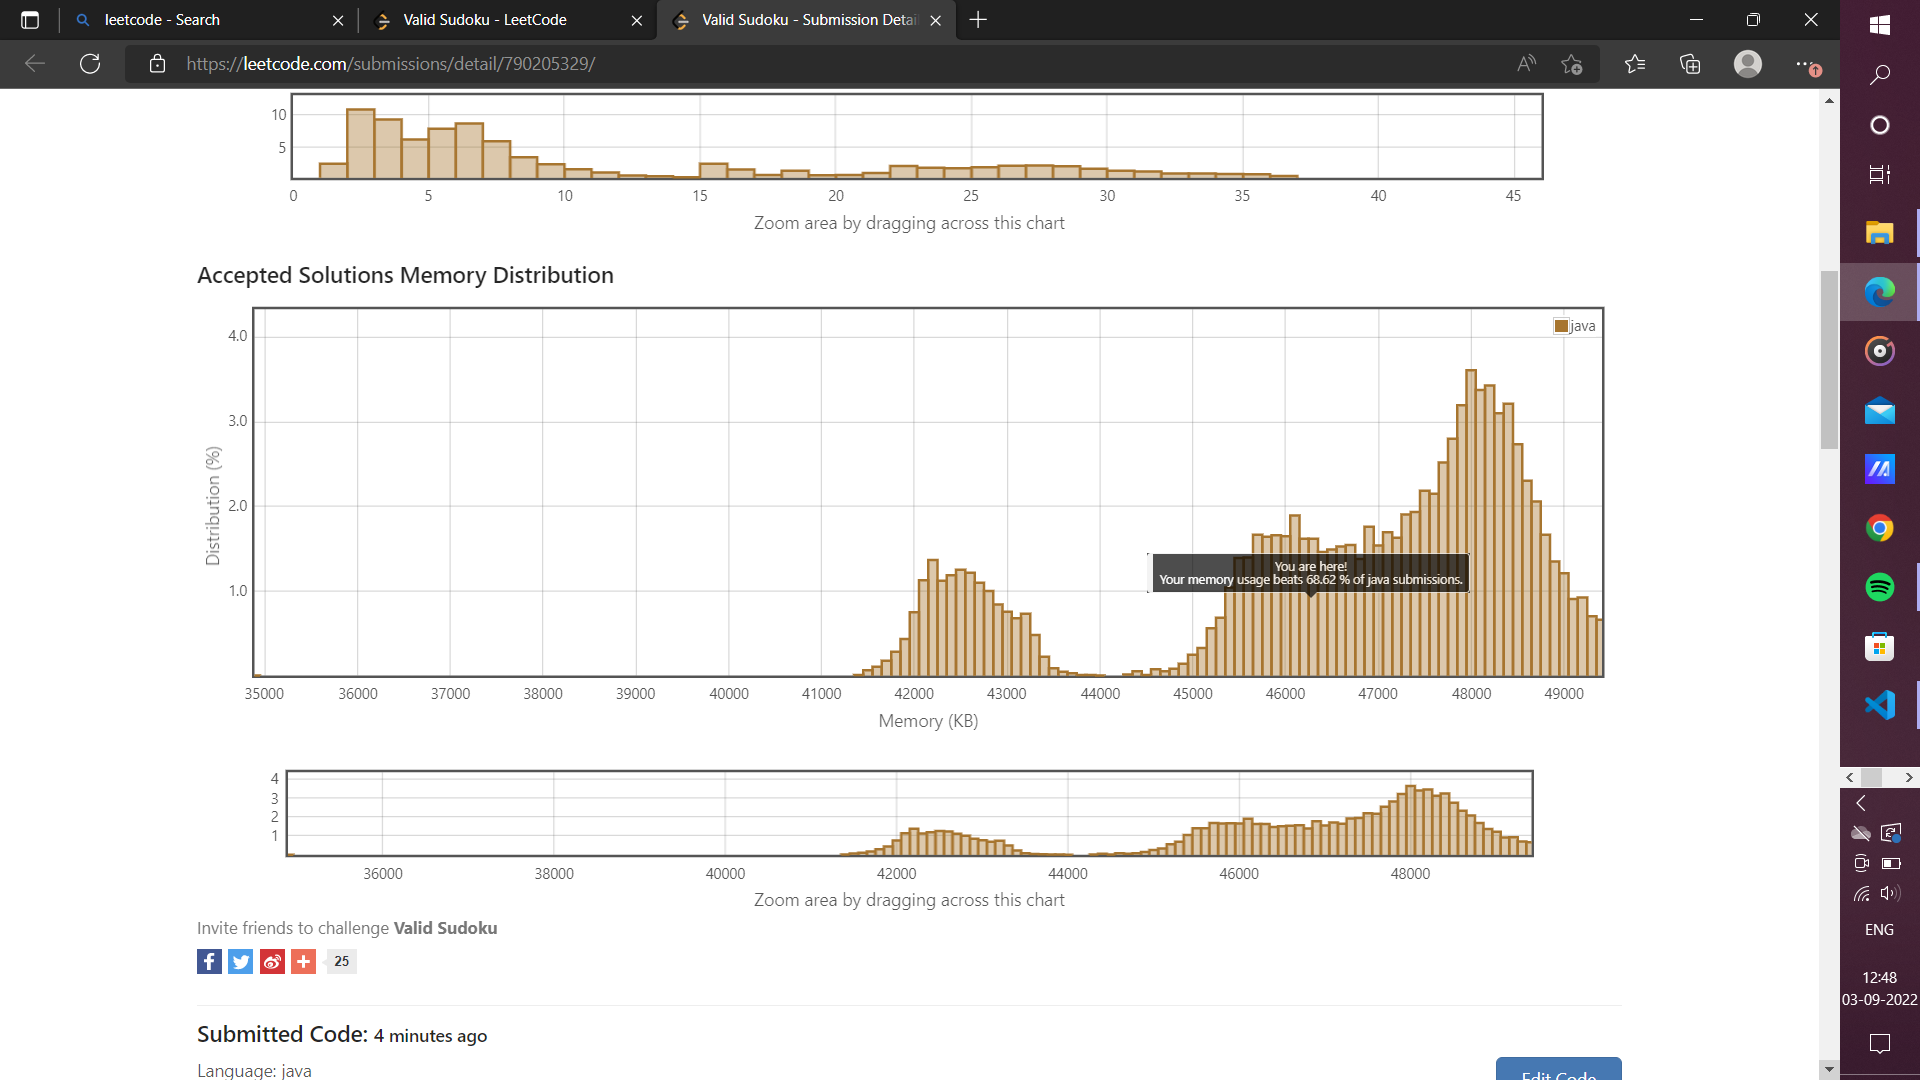 leetcode - Search
Valid Sudoku - LeetCode
Valid Sudoku - Submission Detai
https://leetcode.com/submissions/detail/790205329/
10
5
0 5 10 15 20 25 30 35 40 45
Zoom area by dragging across this chart
Accepted Solutions Memory Distribution
java
4.0
3.0
2.0
1.0
Distribution (%)
You are here!
Your memory usage beats 68.62 % of java submissions.
35000 36000 37000 38000 39000 40000 41000 42000 43000 44000 45000 46000 47000 48000 49000
Memory (KB)
4
3
2
1
36000 38000 40000 42000 44000 46000 48000
Zoom area by dragging across this chart
Invite friends to challenge Valid Sudoku
25
Submitted Code: 4 minutes ago
Language: java
Edit Code
ENG
12:48
03-09-2022